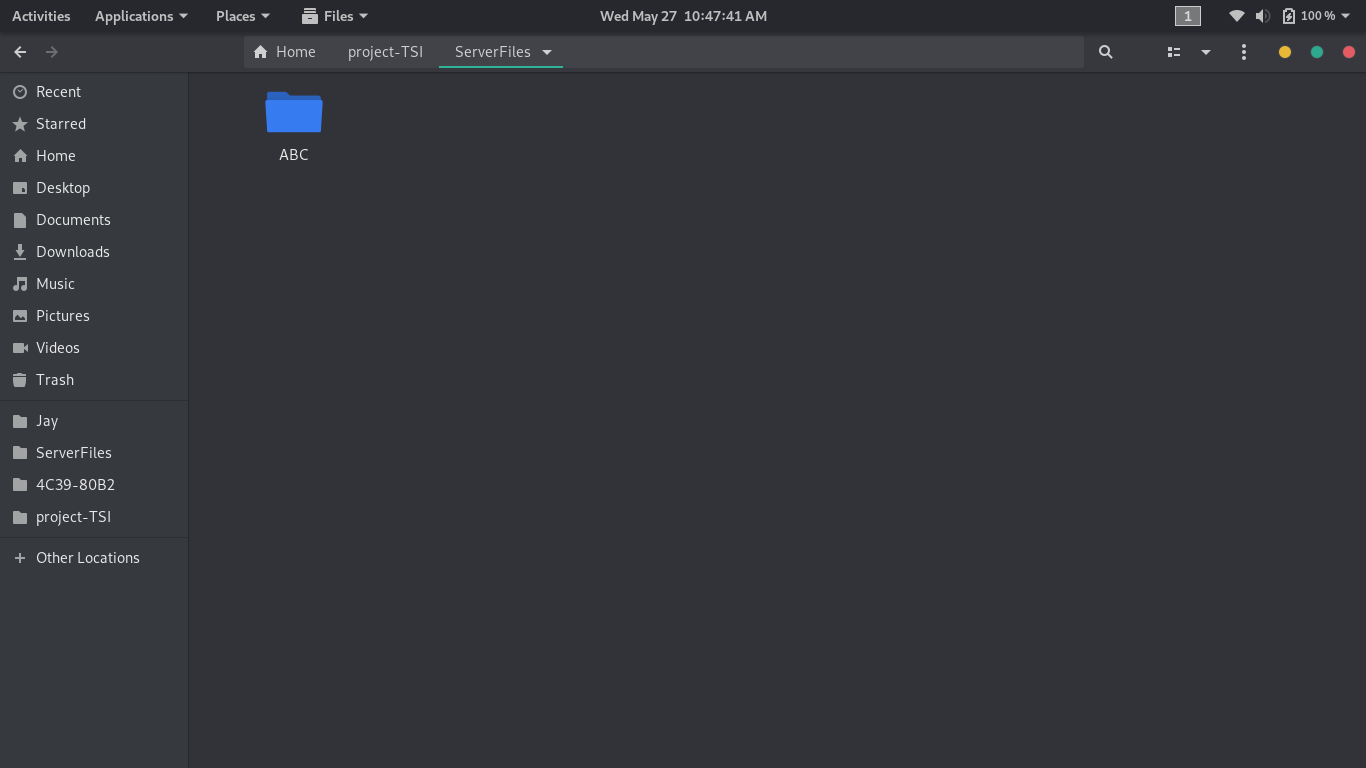 Activities Applications Places Files Wed May 27 10:47:41 AM 1 100 %
Home project-TSI ServerFiles
Recent
Starred
Home
Desktop
Documents
Downloads
Music
Pictures
Videos
Trash
Jay
ServerFiles
4C39-80B2
project-TSI
Other Locations
ABC